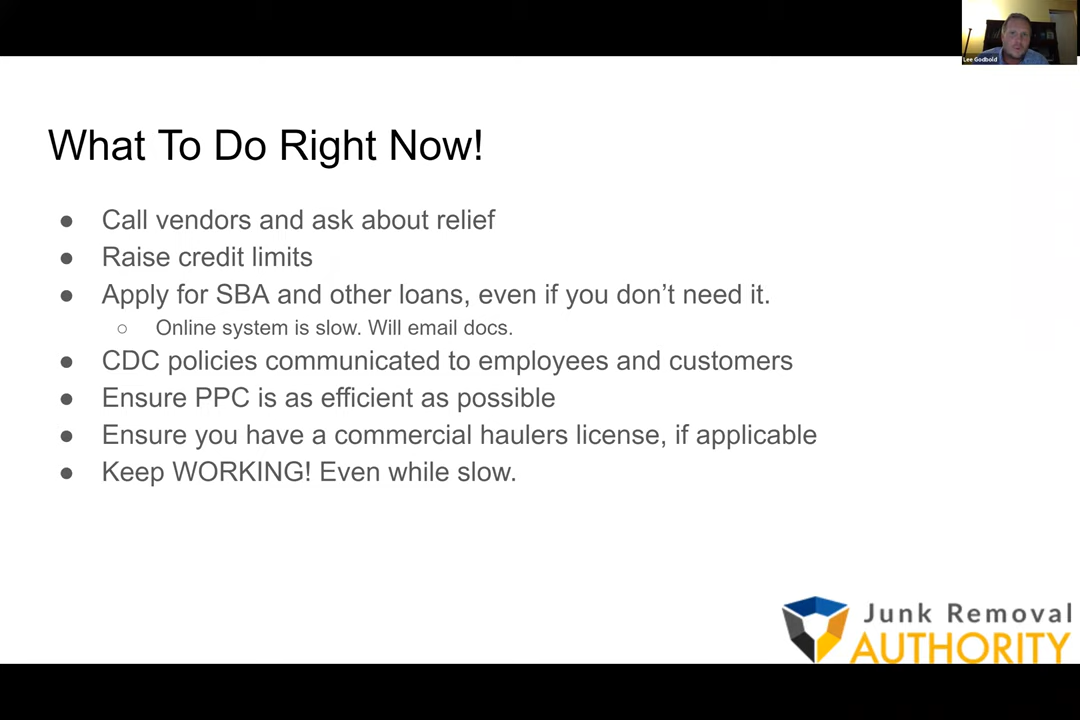 Lee Godbold
What To Do Right Now!
● Call vendors and ask about relief
● Raise credit limits
● Apply for SBA and other loans, even if you don’t need it.
○ Online system is slow. Will email docs.
● CDC policies communicated to employees and customers
● Ensure PPC is as efficient as possible
● Ensure you have a commercial haulers license, if applicable
● Keep WORKING! Even while slow.
Junk Removal
AUTHORITY